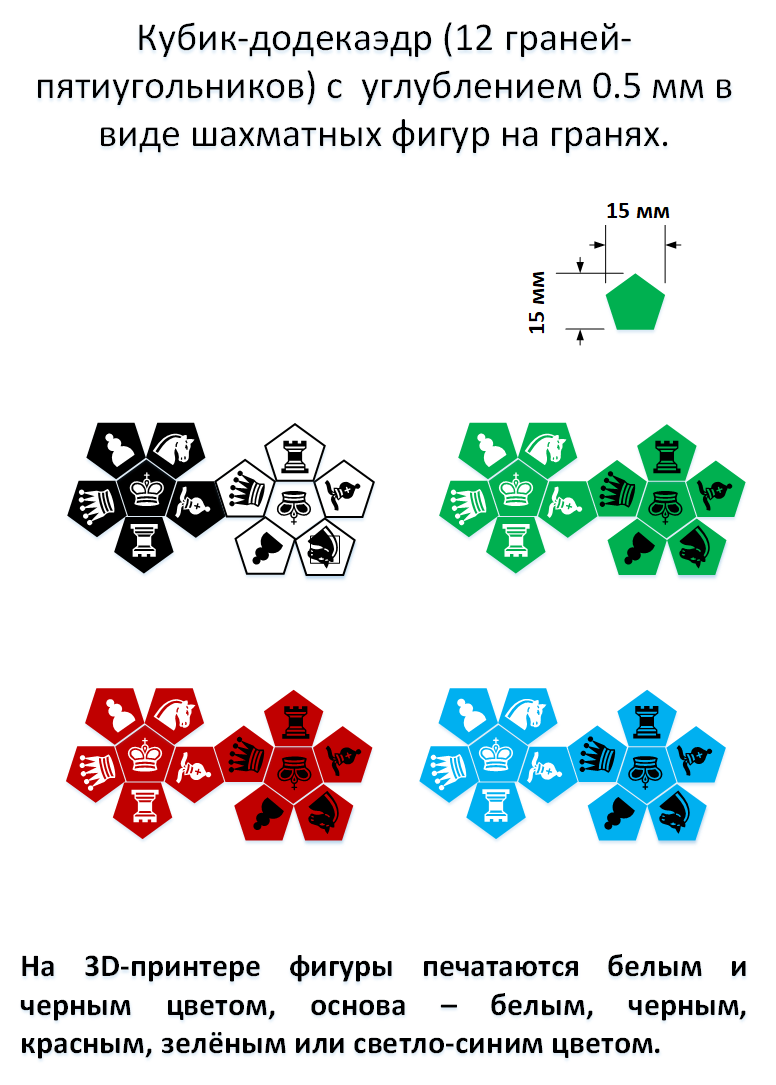 Кубик-додекаэдр (12 граней-
пятиугольников) с углублением 0.5 мм в
виде шахматных фигур на гранях.
15 мм
15 мм
На 3D-принтере фигуры печатаются белым и
черным цветом, основа – белым, черным,
красным, зелёным или светло-синим цветом.